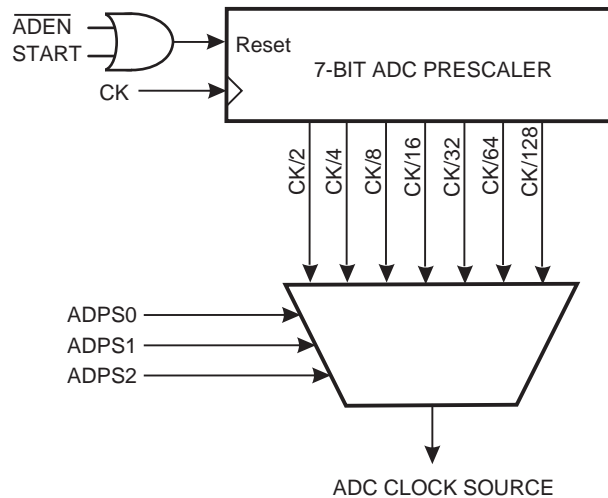 ADEN
START
Reset
7-BIT ADC PRESCALER
CK
CK/2
CK/4
CK/8
CK/16
CK/32
CK/64
CK/128
ADPS0
ADPS1
ADPS2
ADC CLOCK SOURCE